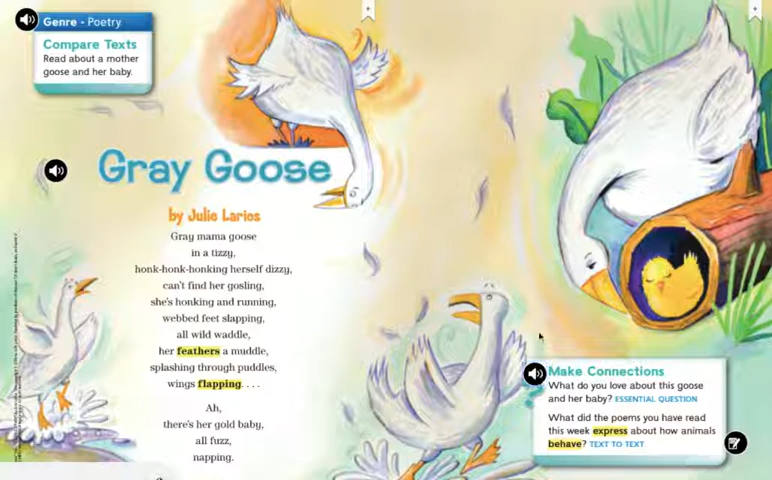 Genre • Poetry
Compare Texts
Read about a mother
goose and her baby.
Gray Goose
by Julie Larios
Gray mama goose
in a tizzy,
honk-honk-honking herself dizzy,
can't find her gosling,
she's honking and running,
webbed feet slapping,
all wild waddle,
her feathers a muddle,
splashing through puddles,
wings flapping. . . .
Ah,
there's her gold baby,
all fuzz,
napping.
Make Connections
What do you love about this goose
and her baby? ESSENTIAL QUESTION
What did the poems you have read
this week express about how animals
behave? TEXT TO TEXT